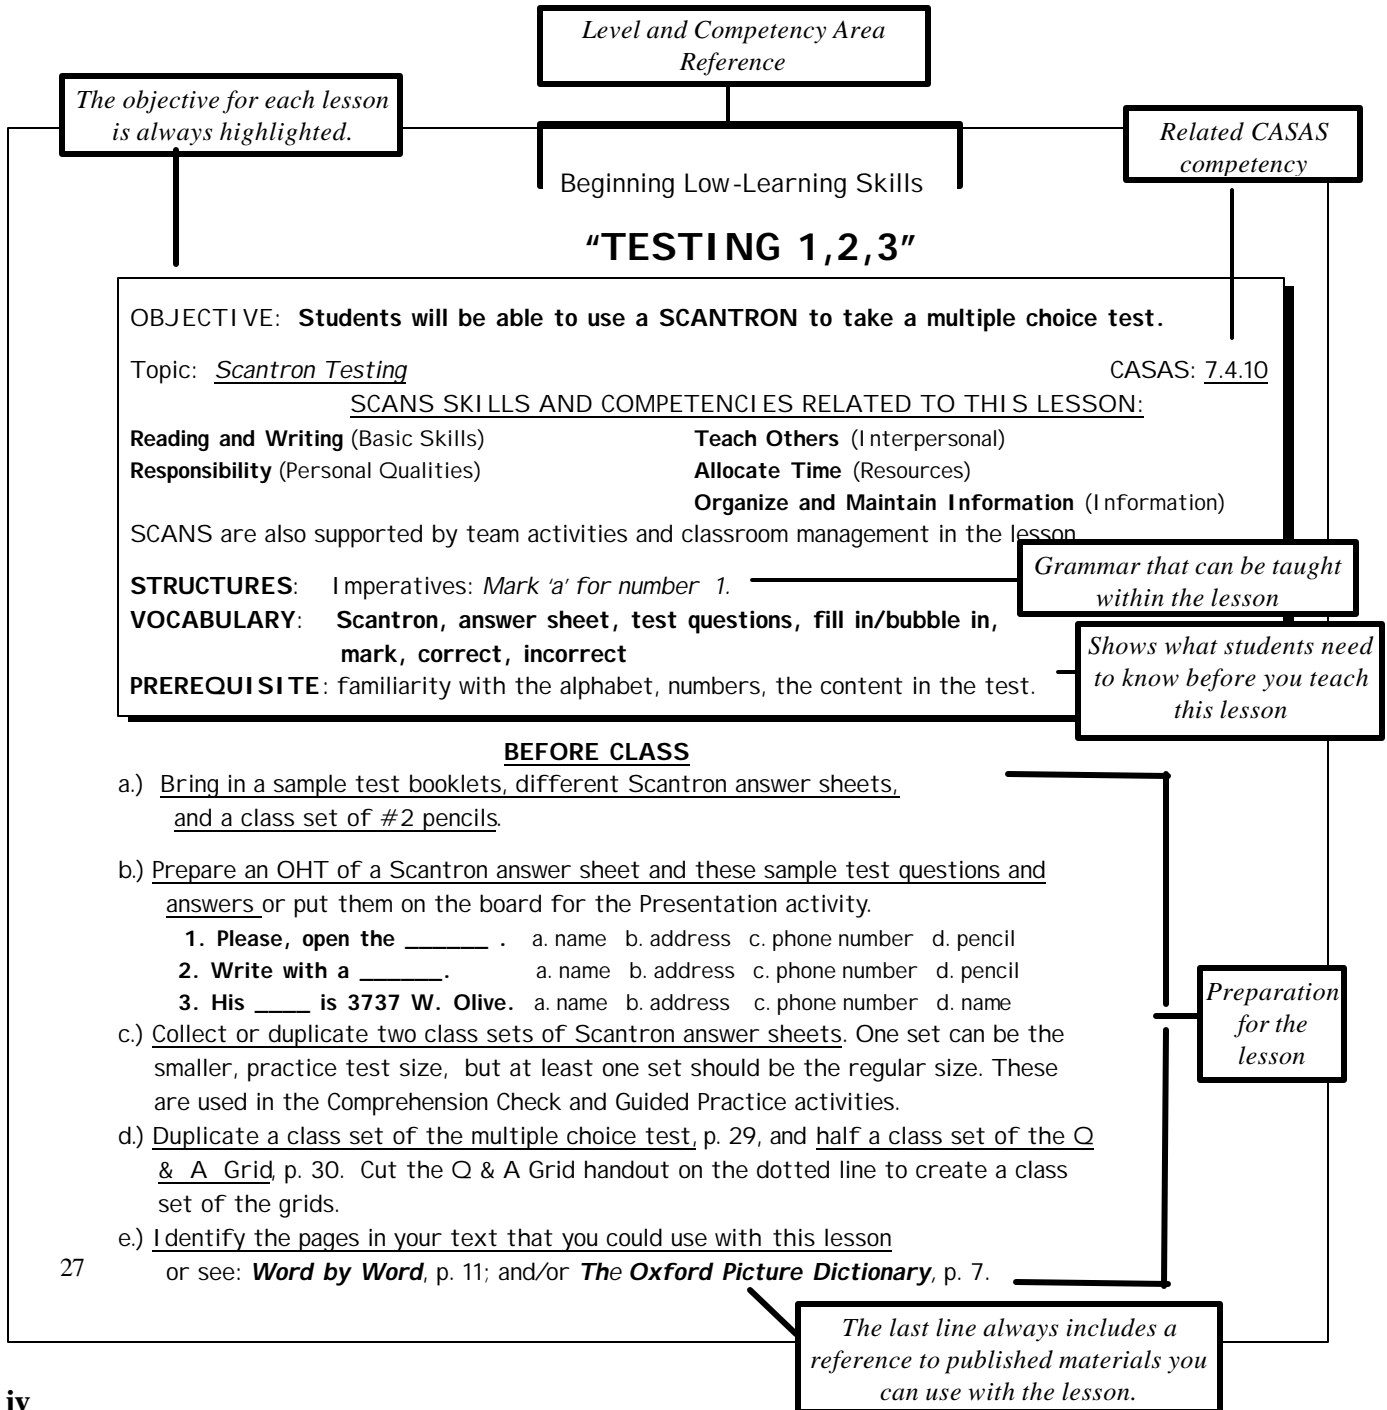 Level and Competency Area
Reference
The objective for each lesson
is always highlighted.
Related CASAS
competency
Beginning Low-Learning Skills
“TESTING 1,2,3”
OBJECTIVE: Students will be able to use a SCANTRON to take a multiple choice test.
Topic: Scantron Testing CASAS: 7.4.10
SCANS SKILLS AND COMPETENCIES RELATED TO THIS LESSON:
Reading and Writing (Basic Skills) Teach Others (Interpersonal)
Responsibility (Personal Qualities) Allocate Time (Resources)
Organize and Maintain Information (Information)
SCANS are also supported by team activities and classroom management in the lesson
Grammar that can be taught
within the lesson
STRUCTURES: Imperatives: Mark ‘a’ for number 1.
VOCABULARY: Scantron, answer sheet, test questions, fill in/bubble in,
mark, correct, incorrect
Shows what students need
to know before you teach
this lesson
PREREQUISITE: familiarity with the alphabet, numbers, the content in the test.
BEFORE CLASS
a.) Bring in a sample test booklets, different Scantron answer sheets,
and a class set of #2 pencils.
b.) Prepare an OHT of a Scantron answer sheet and these sample test questions and
answers or put them on the board for the Presentation activity.
1. Please, open the ______ . a. name b. address c. phone number d. pencil
2. Write with a ______. a. name b. address c. phone number d. pencil
3. His ____ is 3737 W. Olive. a. name b. address c. phone number d. name
Preparation
for the
lesson
c.) Collect or duplicate two class sets of Scantron answer sheets. One set can be the
smaller, practice test size, but at least one set should be the regular size. These
are used in the Comprehension Check and Guided Practice activities.
d.) Duplicate a class set of the multiple choice test, p. 29, and half a class set of the Q
& A Grid, p. 30. Cut the Q & A Grid handout on the dotted line to create a class
set of the grids.
e.) Identify the pages in your text that you could use with this lesson
27 or see: Word by Word, p. 11; and/or The Oxford Picture Dictionary, p. 7.
The last line always includes a
reference to published materials you
can use with the lesson.
iv